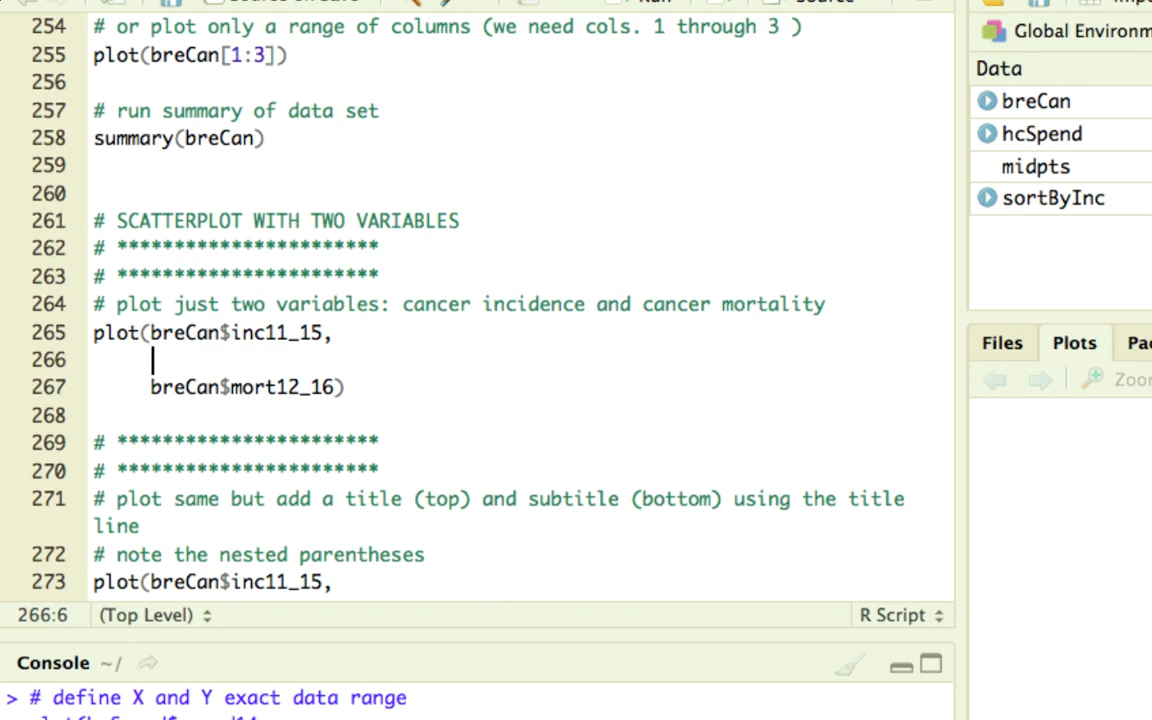 254 # or plot only a range of columns (we need cols. 1 through 3 )
255 plot(breCan[1:3])
256
257 # run summary of data set
258 summary(breCan)
259
260
261 # SCATTERPLOT WITH TWO VARIABLES
262 # ***********************
263 # ***********************
264 # plot just two variables: cancer incidence and cancer mortality
265 plot(breCan$inc11_15,
266
267 breCan$mort12_16)
268
269 # ***********************
270 # ***********************
271 # plot same but add a title (top) and subtitle (bottom) using the title
line
272 # note the nested parentheses
273 plot(breCan$inc11_15,
266:6 (Top Level) R Script
Console ~/
> # define X and Y exact data range
Global Environm
Data
breCan
hcSpend
midpts
sortByInc
Files Plots Pac
Zoor